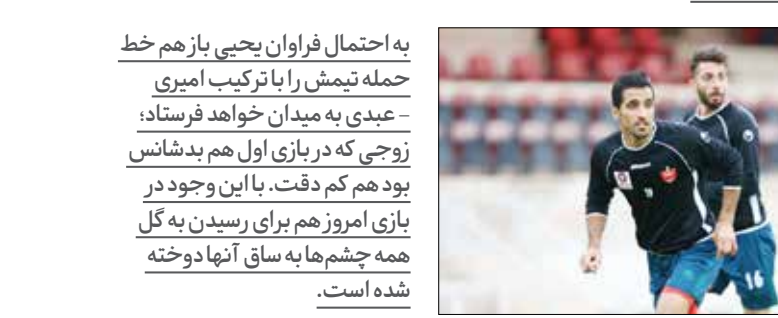 به احتمال فراوان یحیی باز هم خط
حمله تیمش را با ترکیب امیری
- عبدی به میدان خواهد فرستاد؛
زوجی که در بازی اول هم بدشانس
بود هم کم دقت. با این وجود در
بازی امروز هم برای رسیدن به گل
همه چشم‌ها به ساق آنها دوخته
شده است.
16